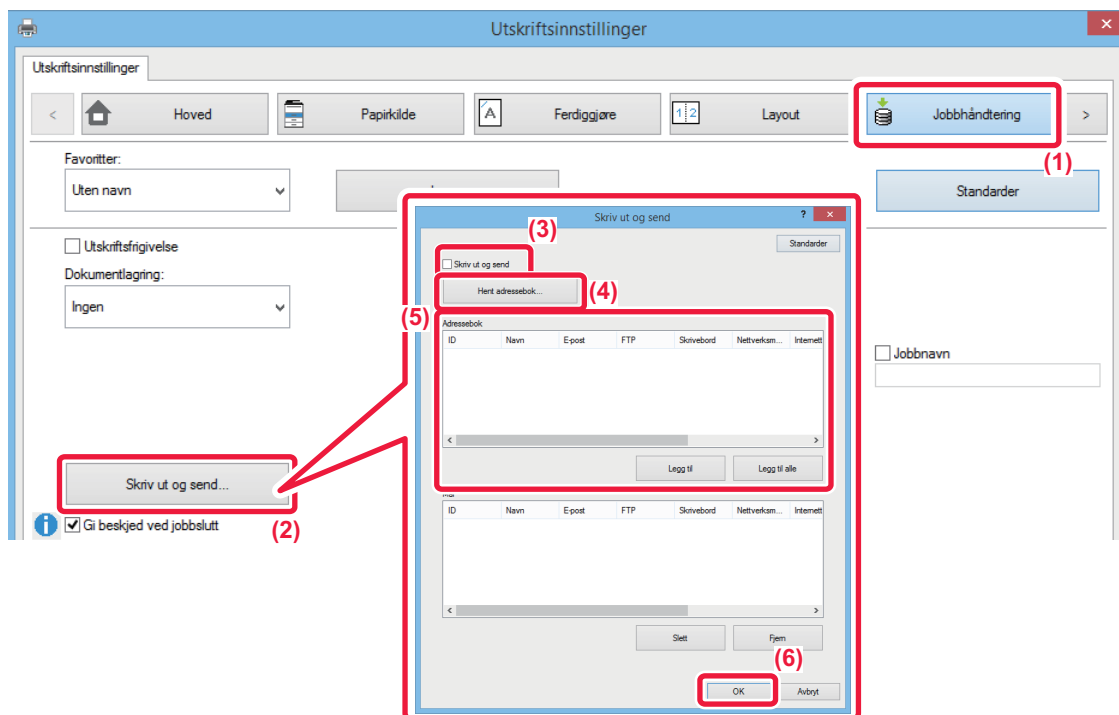 Utskriftsinnstillinger
Utskriftsinnstillinger
< Hoved Papirkilde Ferdiggjøre Layout Jobbhåndtering >
(1)
Favoritter:
Uten navn
Standarder
Utskriftsfrigivelse
Dokumentlagring:
Ingen
Jobbnavn
Skriv ut og send...
(2)
Gi beskjed ved jobbslutt
Skriv ut og send ?
(3)
Standarder
Skriv ut og send
Hent adressebok... (4)
(5)
Adressebok
ID Navn E-post FTP Skrivebord Nettverksm... Internett
Legg til Legg til alle
ID Navn E-post FTP Skrivebord Nettverksm... Internett
Slett Fjern
(6)
OK Avbryt